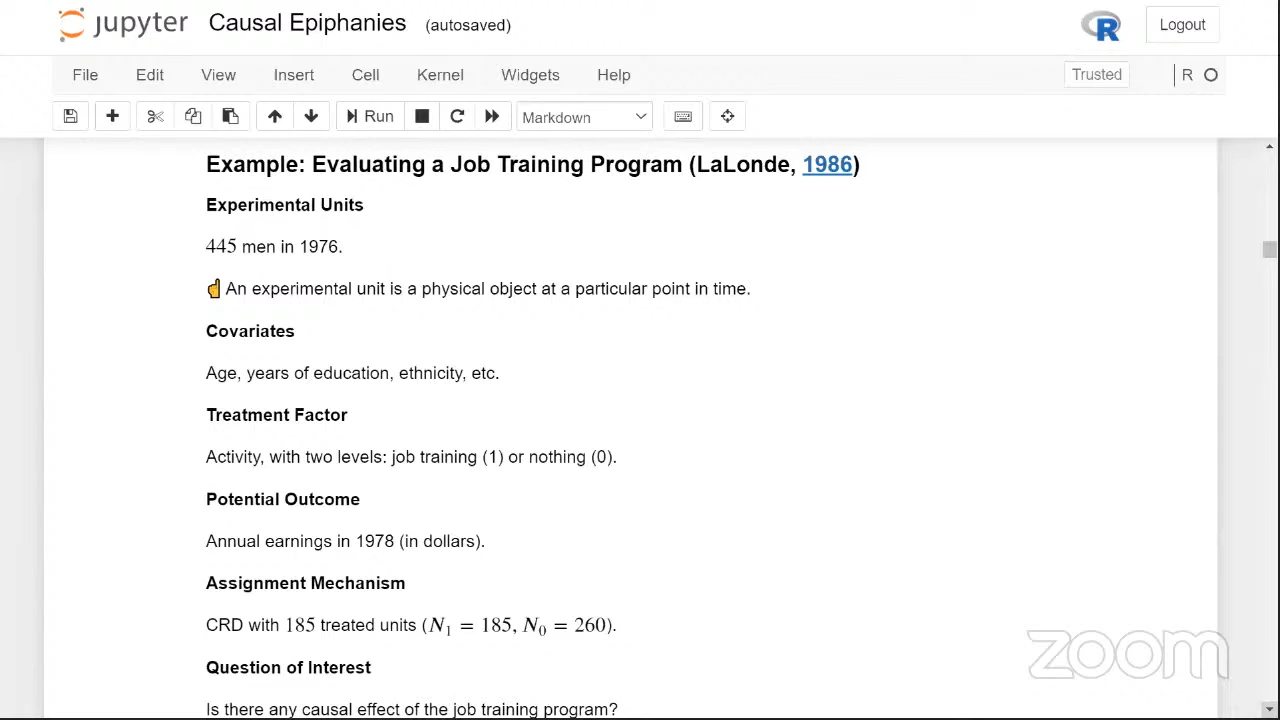 jupyter Causal Epiphanies (autosaved)
R
Logout
File Edit View Insert Cell Kernel Widgets Help
Trusted
R
Run
Markdown
Example: Evaluating a Job Training Program (LaLonde, 1986)
Experimental Units
445 men in 1976.
☝An experimental unit is a physical object at a particular point in time.
Covariates
Age, years of education, ethnicity, etc.
Treatment Factor
Activity, with two levels: job training (1) or nothing (0).
Potential Outcome
Annual earnings in 1978 (in dollars).
Assignment Mechanism
CRD with 185 treated units (N₁ = 185, N₀ = 260).
Question of Interest
Is there any causal effect of the job training program?
zoom